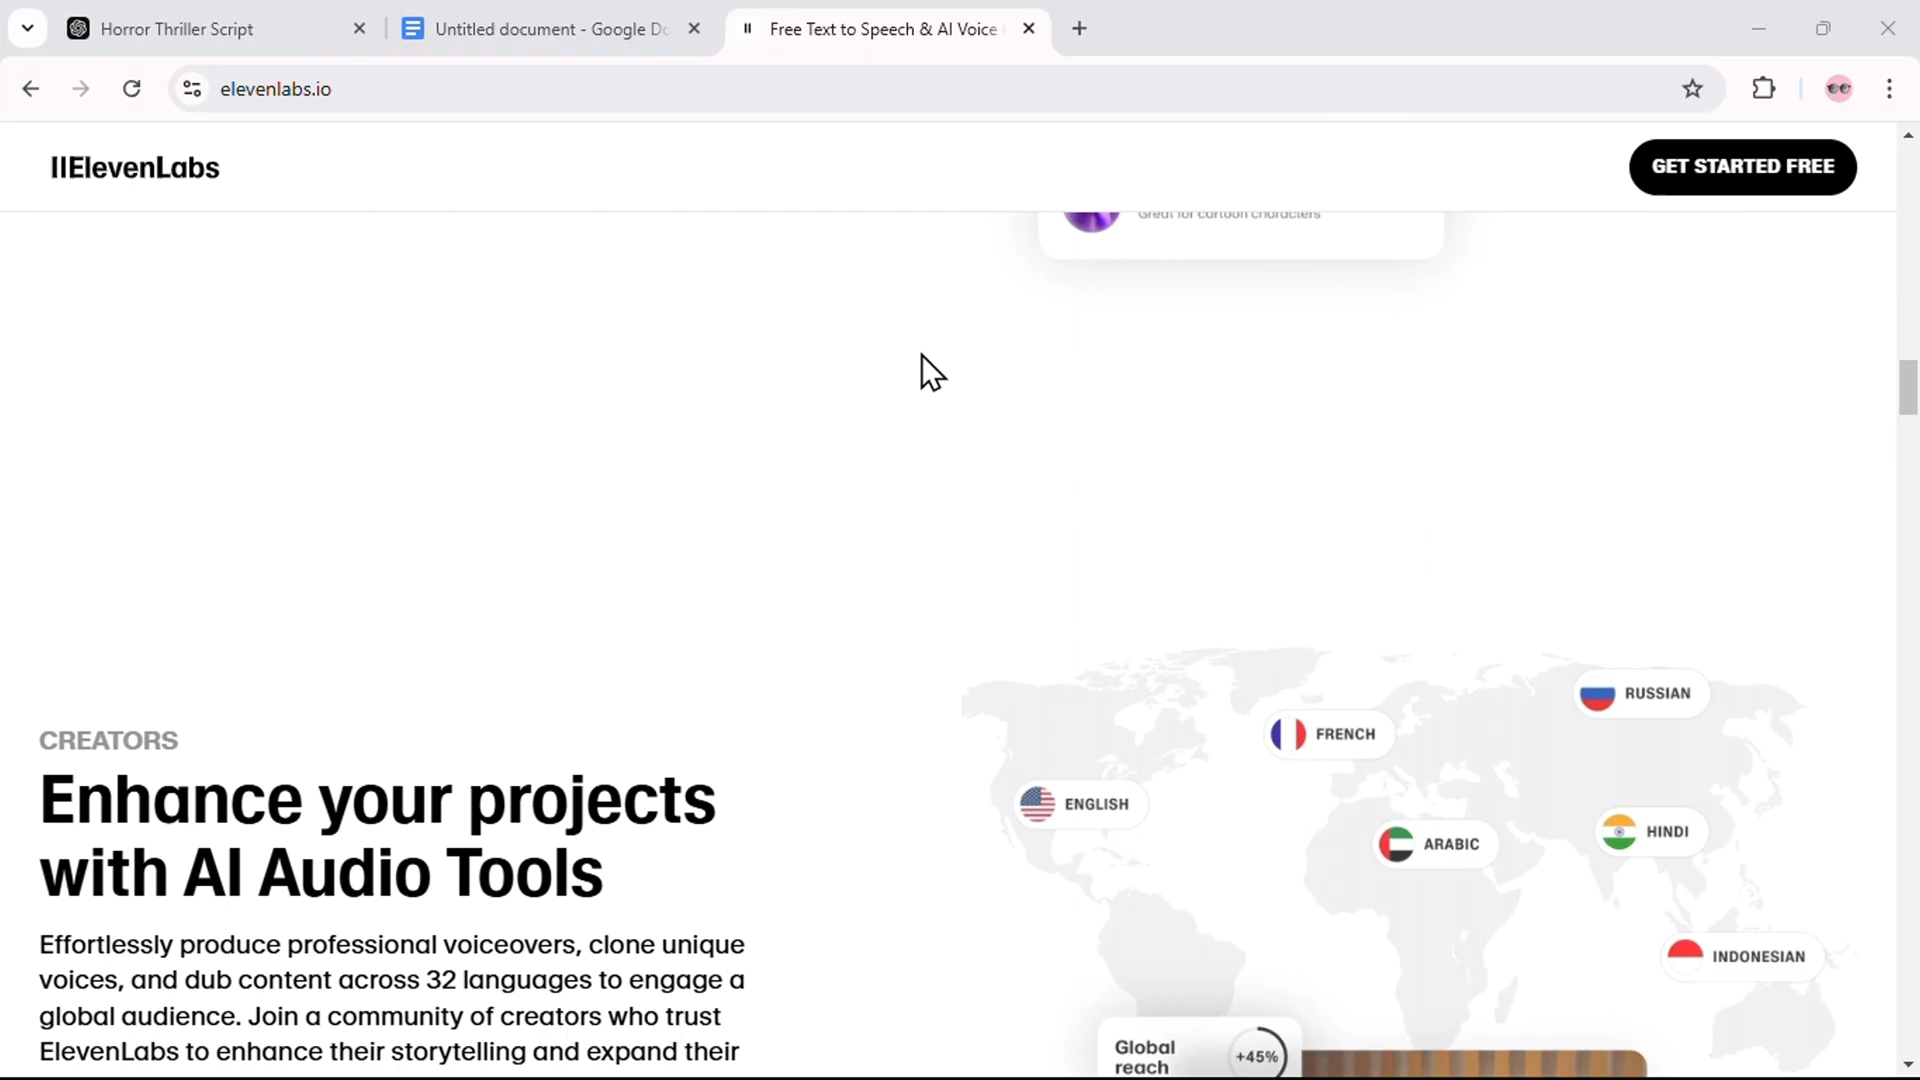 Horror Thriller Script
Untitled document - Google Do
Free Text to Speech & AI Voice
elevenlabs.io
IIElevenLabs
GET STARTED FREE
Great for cartoon characters
RUSSIAN
FRENCH
ENGLISH
HINDI
ARABIC
INDONESIAN
CREATORS
Enhance your projects
with AI Audio Tools
Effortlessly produce professional voiceovers, clone unique
voices, and dub content across 32 languages to engage a
global audience. Join a community of creators who trust
ElevenLabs to enhance their storytelling and expand their
Global
reach
+45%